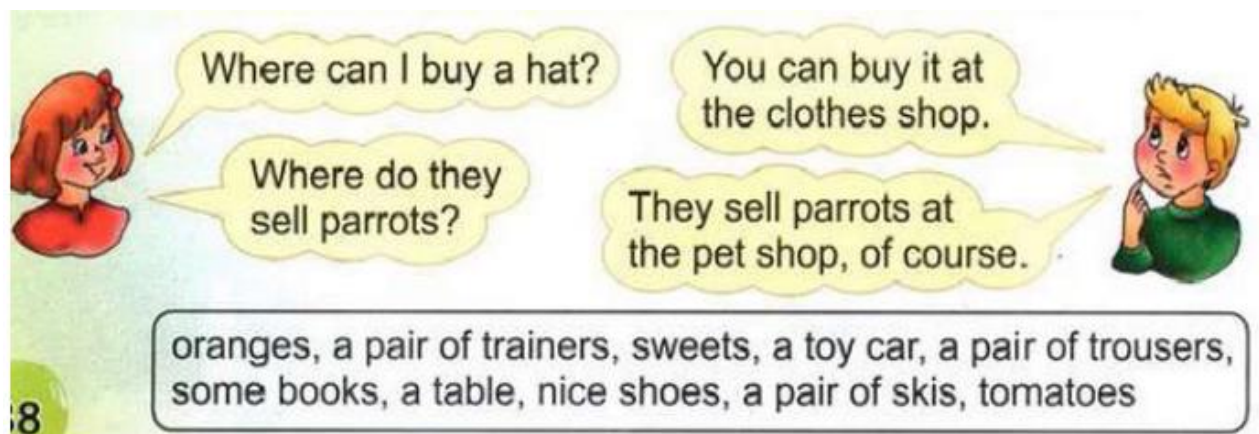 Where can I buy a hat?
You can buy it at
the clothes shop.
Where do they
sell parrots?
They sell parrots at
the pet shop, of course.
oranges, a pair of trainers, sweets, a toy car, a pair of trousers,
some books, a table, nice shoes, a pair of skis, tomatoes
8